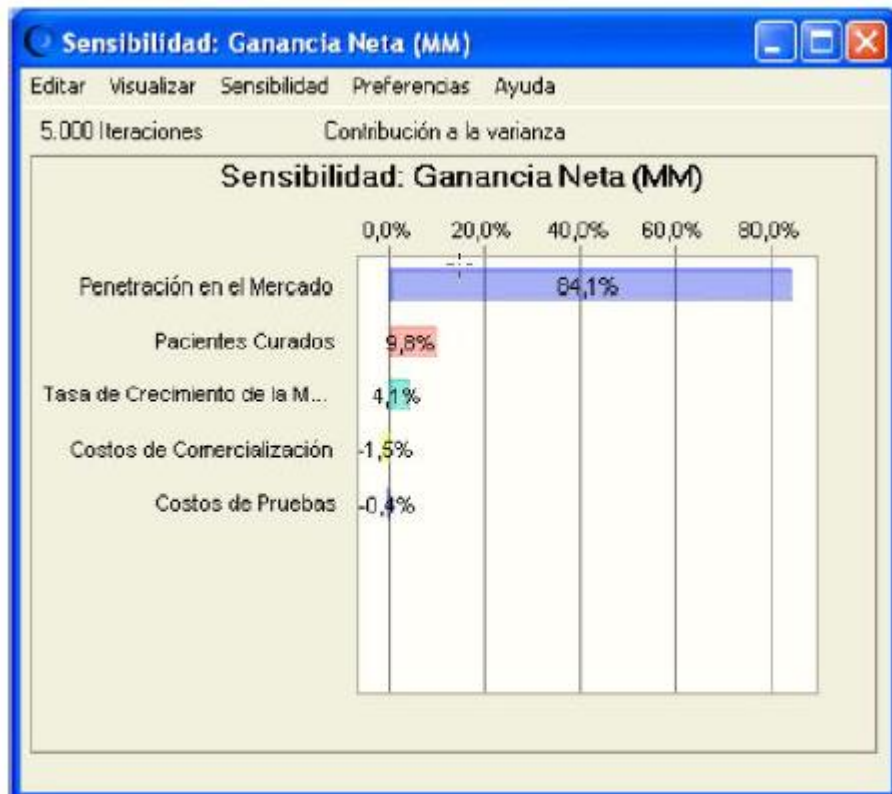 Sensibilidad: Ganancia Neta (MM)
Editar Visualizar Sensibilidad Preferencias Ayuda
5.000 Iteraciones Contribución a la varianza
Sensibilidad: Ganancia Neta (MM)
0,0% 20,0% 40,0% 60,0% 80,0%
Penetración en el Mercado 84,1%
Pacientes Curados 9,8%
Tasa de Crecimiento de la M... 4,1%
Costos de Comercialización -1,5%
Costos de Pruebas -0,4%